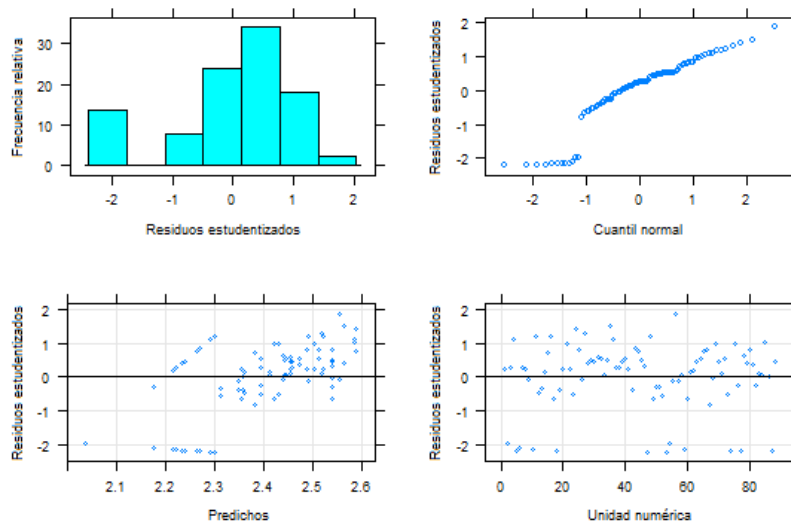 Frecuencia relativa
30
20
10
0
-2 -1 0 1 2
Residuos estudentizados
Residuos estudentizados
2
1
0
-1
-2
-2 -1 0 1 2
Cuantil normal
Residuos estudentizados
2
1
0
-1
-2
2.1 2.2 2.3 2.4 2.5 2.6
Predichos
Residuos estudentizados
2
1
0
-1
-2
0 20 40 60 80
Unidad numérica